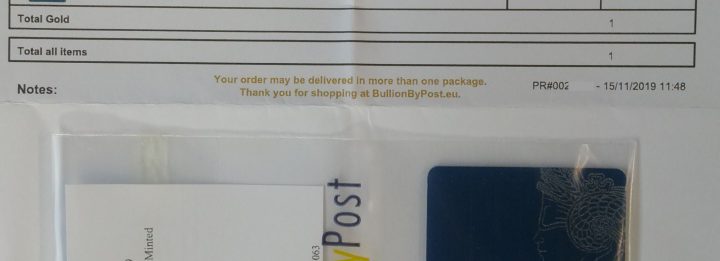 Total Gold 1
Total all items 1
Your order may be delivered in more than one package.
Notes: Thank you for shopping at BullionByPost.eu. PR#002 - 15/11/2019 11:48
Minted
063
yPost